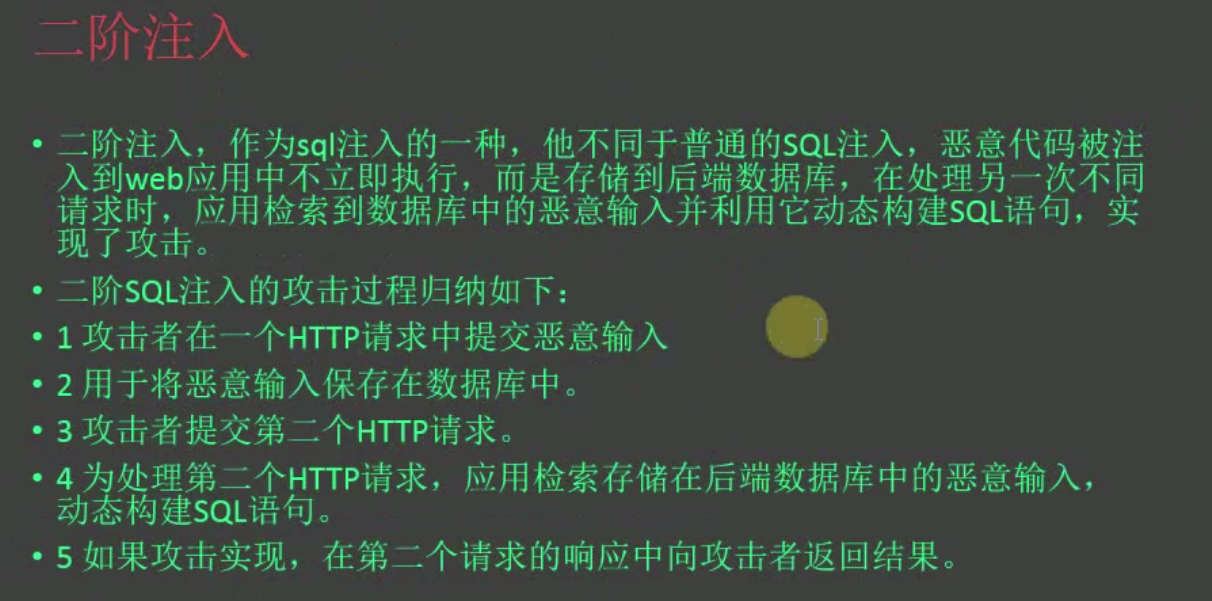 二阶注入
• 二阶注入，作为sql注入的一种，他不同于普通的SQL注入，恶意代码被注
入到web应用中不立即执行，而是存储到后端数据库，在处理另一次不同
请求时，应用检索到数据库中的恶意输入并利用它动态构建SQL语句，实
现了攻击。
• 二阶SQL注入的攻击过程归纳如下：
• 1 攻击者在一个HTTP请求中提交恶意输入
• 2 用于将恶意输入保存在数据库中。
• 3 攻击者提交第二个HTTP请求。
• 4 为处理第二个HTTP请求，应用检索存储在后端数据库中的恶意输入，
动态构建SQL语句。
• 5 如果攻击实现，在第二个请求的响应中向攻击者返回结果。